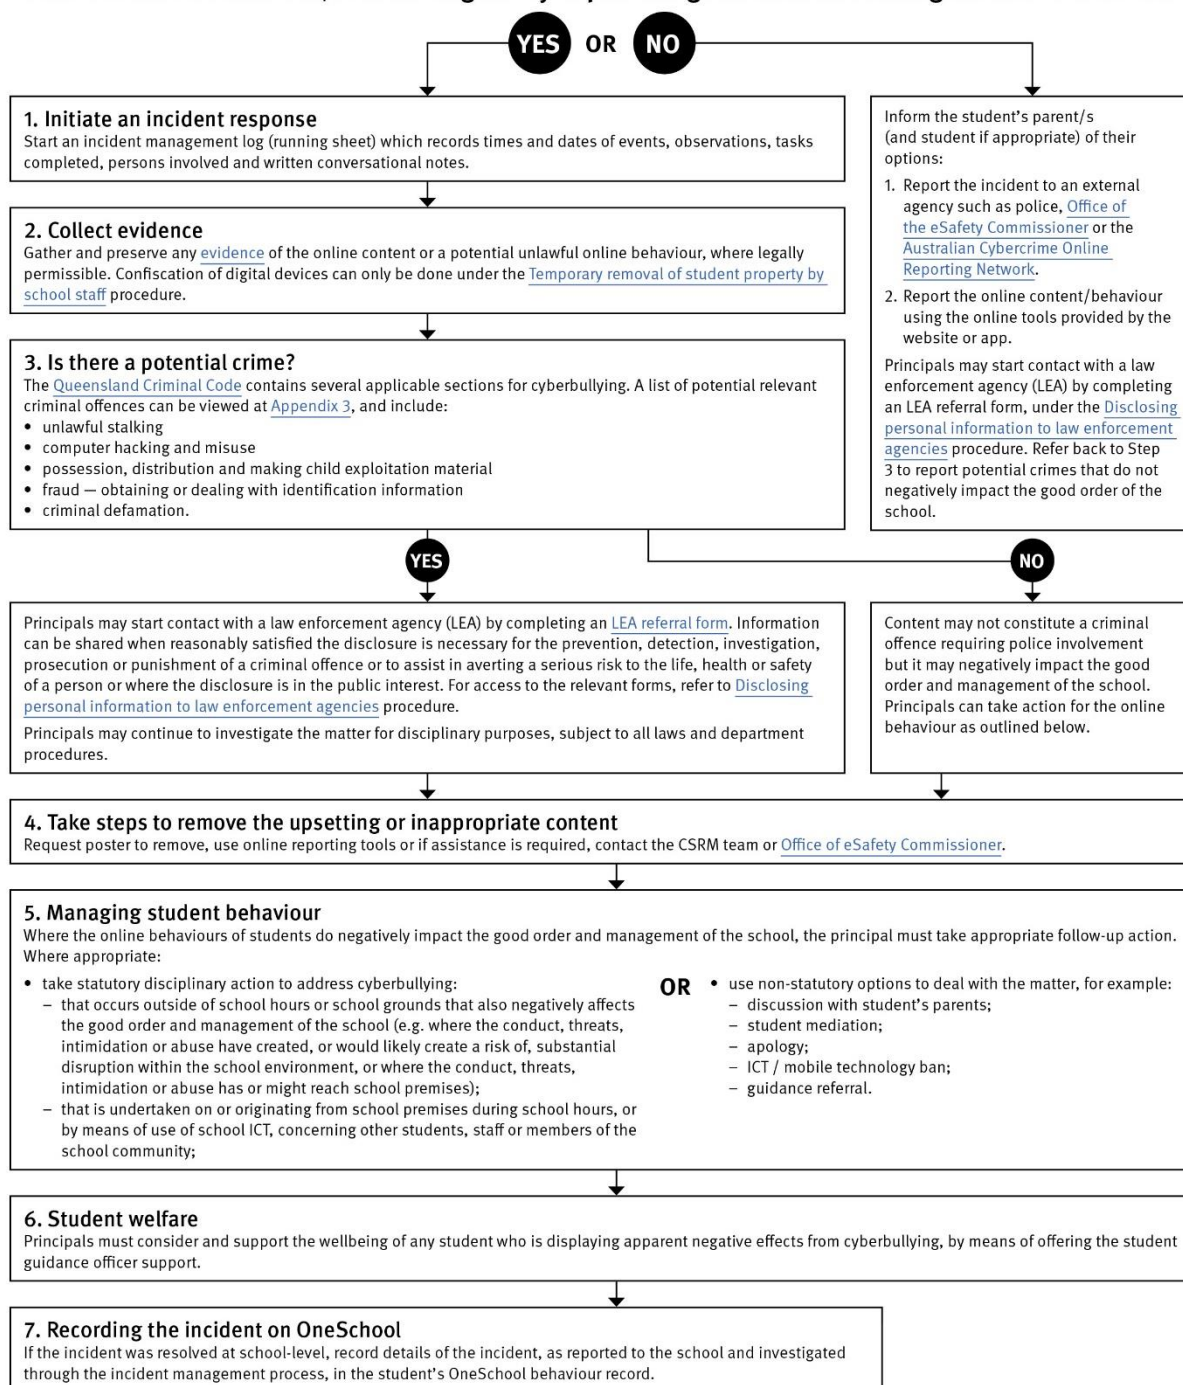 YES OR NO
1. Initiate an incident response
Start an incident management log (running sheet) which records times and dates of events, observations, tasks
completed, persons involved and written conversational notes.
2. Collect evidence
Gather and preserve any evidence of the online content or a potential unlawful online behaviour, where legally
permissible. Confiscation of digital devices can only be done under the Temporary removal of student property by
school staff procedure.
3. Is there a potential crime?
The Queensland Criminal Code contains several applicable sections for cyberbullying. A list of potential relevant
criminal offences can be viewed at Appendix 3, and include:
• unlawful stalking
• computer hacking and misuse
• possession, distribution and making child exploitation material
• fraud — obtaining or dealing with identification information
• criminal defamation.
Inform the student's parent/s
(and student if appropriate) of their
options:
1. Report the incident to an external
agency such as police, Office of
the eSafety Commissioner or the
Australian Cybercrime Online
Reporting Network.
2. Report the online content/behaviour
using the online tools provided by the
website or app.
Principals may start contact with a law
enforcement agency (LEA) by completing
an LEA referral form, under the Disclosing
personal information to law enforcement
agencies procedure. Refer back to Step
3 to report potential crimes that do not
negatively impact the good order of the
school.
YES
NO
Principals may start contact with a law enforcement agency (LEA) by completing an LEA referral form. Information
can be shared when reasonably satisfied the disclosure is necessary for the prevention, detection, investigation,
prosecution or punishment of a criminal offence or to assist in averting a serious risk to the life, health or safety
of a person or where the disclosure is in the public interest. For access to the relevant forms, refer to Disclosing
personal information to law enforcement agencies procedure.
Principals may continue to investigate the matter for disciplinary purposes, subject to all laws and department
procedures.
Content may not constitute a criminal
offence requiring police involvement
but it may negatively impact the good
order and management of the school.
Principals can take action for the online
behaviour as outlined below.
4. Take steps to remove the upsetting or inappropriate content
Request poster to remove, use online reporting tools or if assistance is required, contact the CSRM team or Office of eSafety Commissioner.
5. Managing student behaviour
Where the online behaviours of students do negatively impact the good order and management of the school, the principal must take appropriate follow-up action.
Where appropriate:
• take statutory disciplinary action to address cyberbullying:
– that occurs outside of school hours or school grounds that also negatively affects
the good order and management of the school (e.g. where the conduct, threats,
intimidation or abuse have created, or would likely create a risk of, substantial
disruption within the school environment, or where the conduct, threats,
intimidation or abuse has or might reach school premises);
– that is undertaken on or originating from school premises during school hours, or
by means of use of school ICT, concerning other students, staff or members of the
school community;
OR
• use non-statutory options to deal with the matter, for example:
– discussion with student's parents;
– student mediation;
– apology;
– ICT / mobile technology ban;
– guidance referral.
6. Student welfare
Principals must consider and support the wellbeing of any student who is displaying apparent negative effects from cyberbullying, by means of offering the student
guidance officer support.
7. Recording the incident on OneSchool
If the incident was resolved at school-level, record details of the incident, as reported to the school and investigated
through the incident management process, in the student's OneSchool behaviour record.